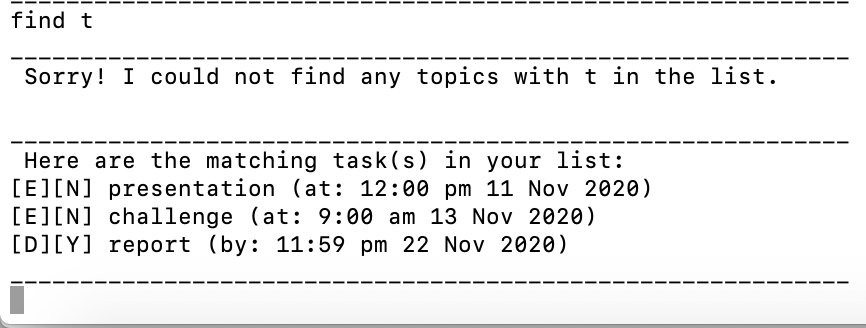 find t
Sorry! I could not find any topics with t in the list.
Here are the matching task(s) in your list:
[E][N] presentation (at: 12:00 pm 11 Nov 2020)
[E][N] challenge (at: 9:00 am 13 Nov 2020)
[D][Y] report (by: 11:59 pm 22 Nov 2020)